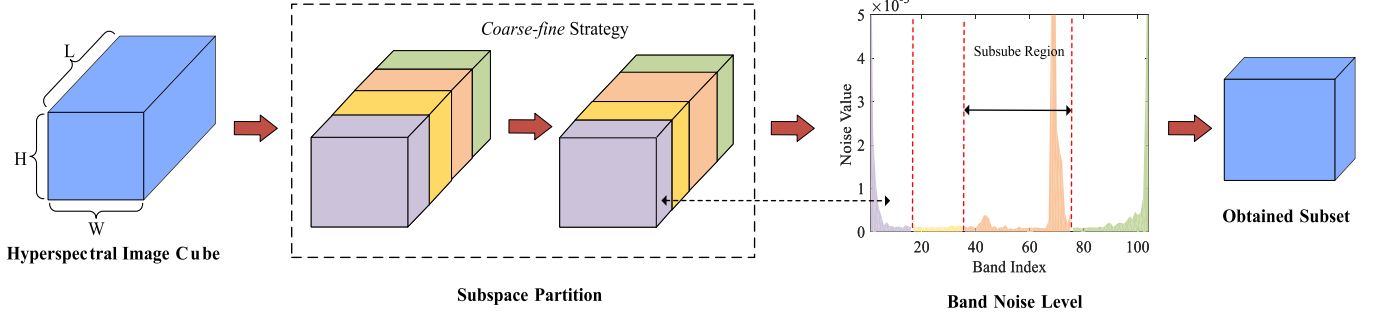 L
H
W
Hyperspectral Image Cube
Coarse-fine Strategy
Subspace Partition
×10⁻³
5
4
3
2
1
0
Noise Value
Subsube Region
20
40
60
80
100
Band Index
Band Noise Level
Obtained Subset